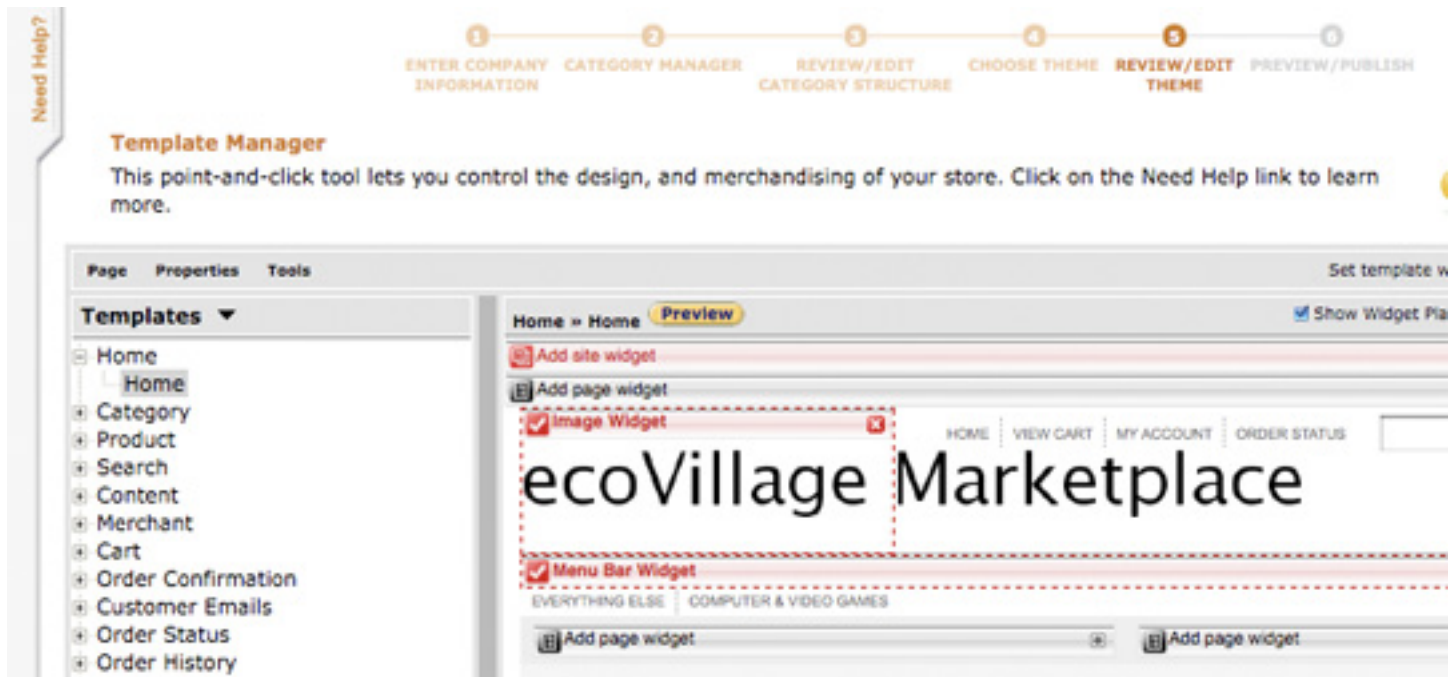 Need Help?
1 2 3 4 5 6
ENTER COMPANY CATEGORY MANAGER REVIEW/EDIT CHOOSE THEME REVIEW/EDIT PREVIEW/PUBLISH
INFORMATION CATEGORY STRUCTURE THEME
Template Manager
This point-and-click tool lets you control the design, and merchandising of your store. Click on the Need Help link to learn
more.
Page Properties Tools Set template w
Templates
Home » Home Preview Show Widget Pla
Home
Home
Category
Product
Search
Content
Merchant
Cart
Order Confirmation
Customer Emails
Order Status
Order History
Add site widget
Add page widget
Image Widget
HOME VIEW CART MY ACCOUNT ORDER STATUS
ecoVillage Marketplace
Menu Bar Widget
EVERYTHING ELSE COMPUTER & VIDEO GAMES
Add page widget Add page widget